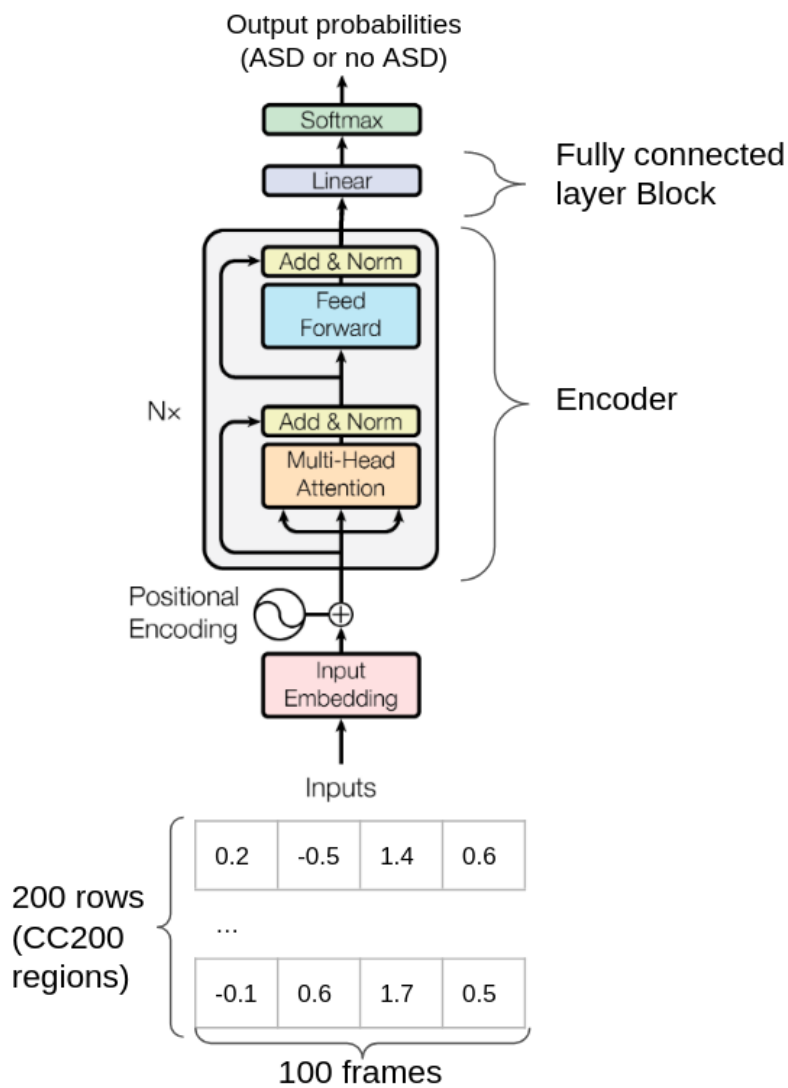 Output probabilities
(ASD or no ASD)
Softmax
Linear
Fully connected
layer Block
Add & Norm
Feed
Forward
N×
Add & Norm
Encoder
Multi-Head
Attention
Positional
Encoding
Input
Embedding
Inputs
0.2 -0.5 1.4 0.6
200 rows
(CC200
regions)
...
-0.1 0.6 1.7 0.5
100 frames